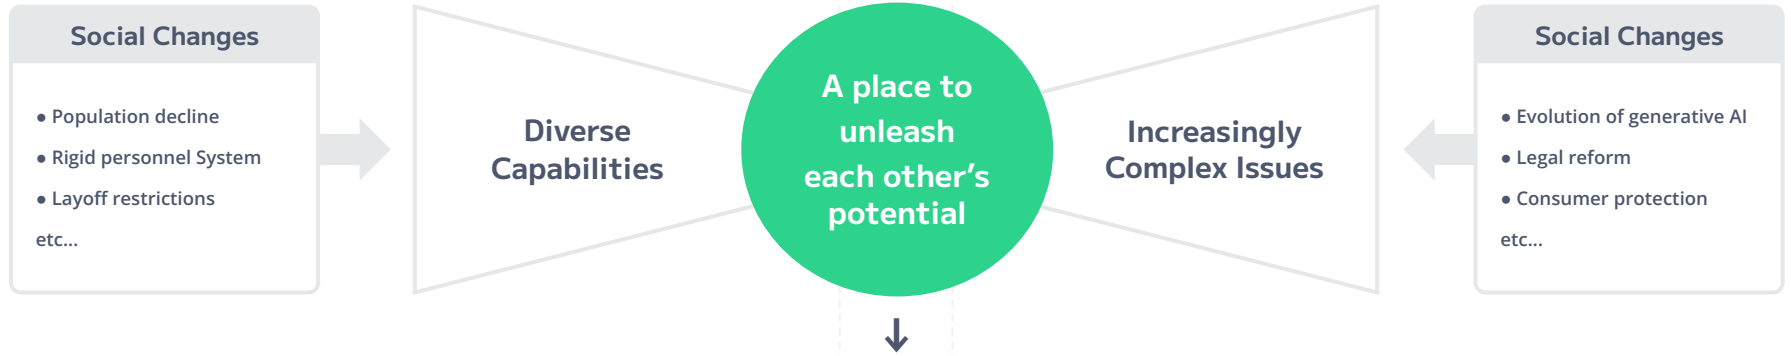 Social Changes
● Population decline
● Rigid personnel System
● Layoff restrictions
etc...
Diverse
Capabilities
A place to
unleash
each other’s
potential
Increasingly
Complex Issues
Social Changes
● Evolution of generative AI
● Legal reform
● Consumer protection
etc...